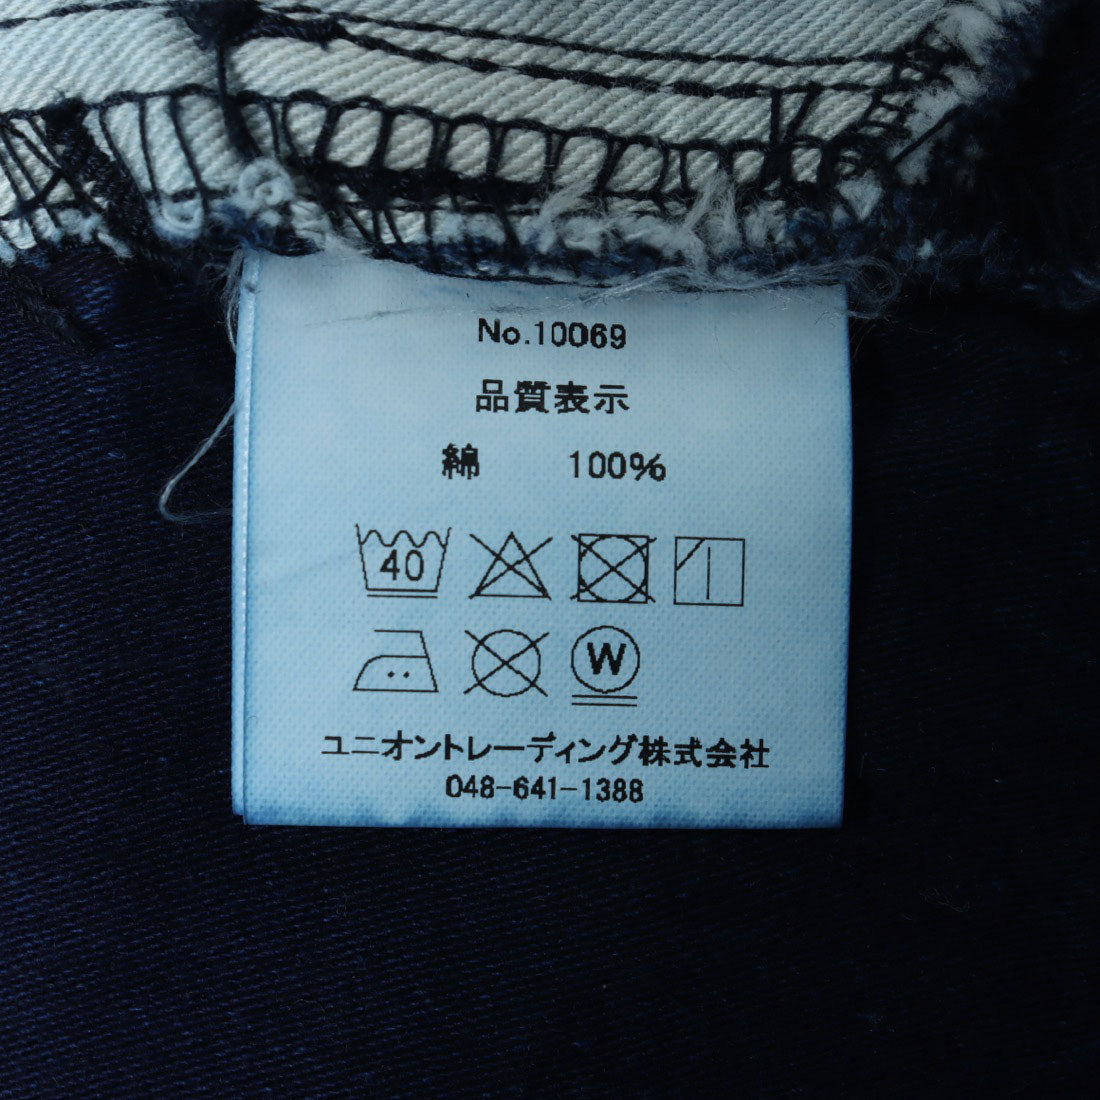 No.10069
品質表示
綿 100%
40
W
ユニオントレーディング株式会社
048-641-1388